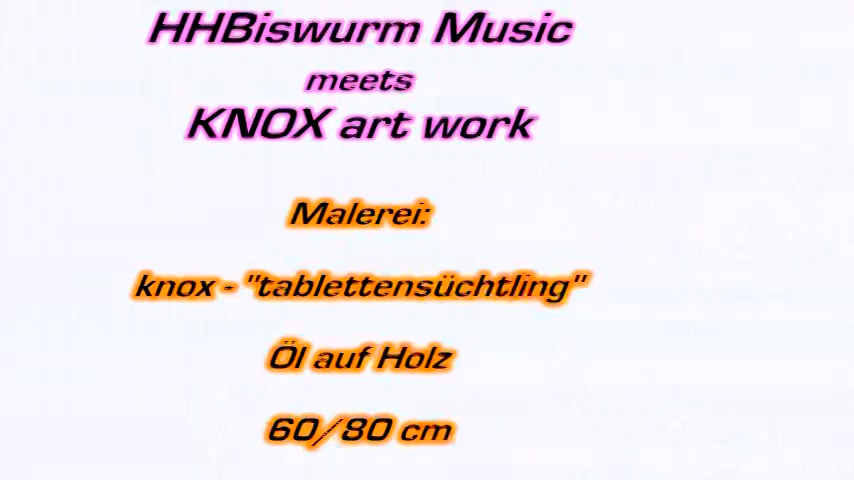 HHBiswurm Music
meets
KNOX art work
Malerei:
knox - "tablettensüchtling"
Öl auf Holz
60/80 cm